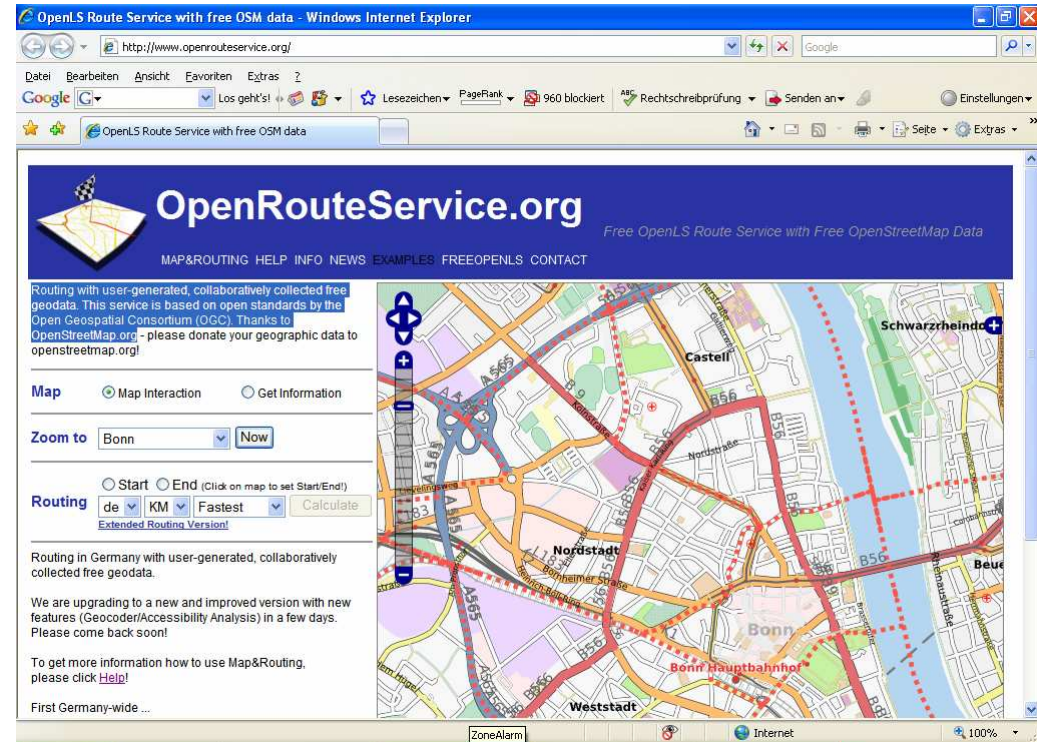 OpenLS Route Service with free OSM data - Windows Internet Explorer
http://www.openrouteservice.org/
Google
Datei Bearbeiten Ansicht Favoriten Extras ?
Google G Los geht's! Lesezeichen PageRank 960 blockiert Rechtschreibprüfung Senden an Einstellungen
OpenLS Route Service with free OSM data
Seite Extras
OpenRouteService.org
Free OpenLS Route Service with Free OpenStreetMap Data
MAP&ROUTING HELP INFO NEWS EXAMPLES FREEOPENLS CONTACT
Routing with user-generated, collaboratively collected free
geodata. This service is based on open standards by the
Open Geospatial Consortium (OGC). Thanks to
OpenStreetMap.org - please donate your geographic data to
openstreetmap.org!
Map Map Interaction Get Information
Zoom to Bonn Now
Start End (Click on map to set Start/End!)
Routing de KM Fastest Calculate
Extended Routing Version!
Routing in Germany with user-generated, collaboratively
collected free geodata.
We are upgrading to a new and improved version with new
features (Geocoder/Accessibility Analysis) in a few days.
Please come back soon!
To get more information how to use Map&Routing,
please click Help!
First Germany-wide ...
Schwarzrheindo
Castell
A 565
B 9
Kölnstraße
B56
Nordstraße
Nordstadt
Bornheimer Straße
A565
B56
Rheinaustraße
Beue
Bonn
Bonn Hauptbahnhof
Weststadt
ZoneAlarm
Internet
100%